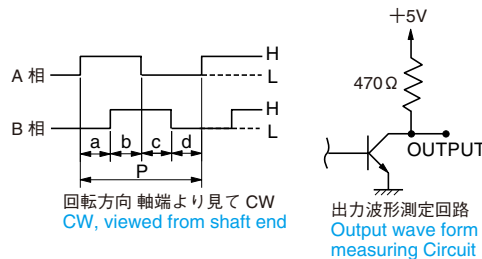 A 相
H
L
B 相
H
L
a b c d
P
回転方向 軸端より見て CW
CW, viewed from shaft end
+5V
470Ω
OUTPUT
出力波形測定回路
Output wave form
measuring Circuit